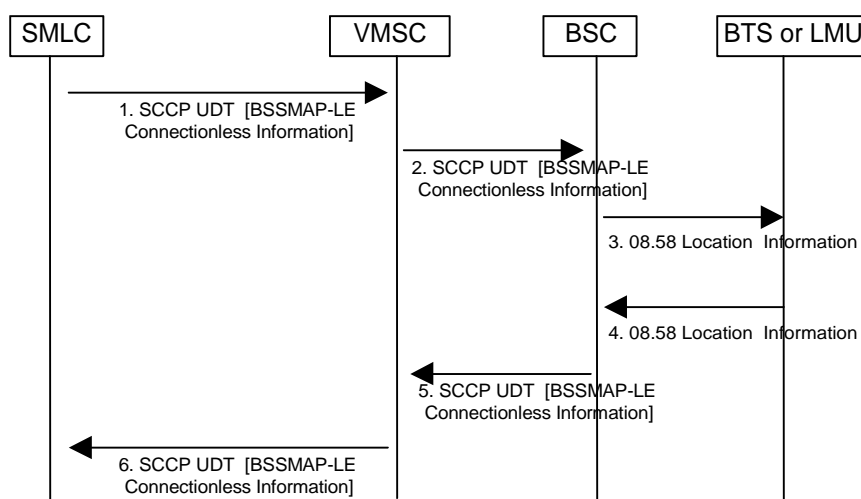 SMLC
VMSC
BSC
BTS or LMU
1. SCCP UDT [BSSMAP-LE
Connectionless Information]
2. SCCP UDT [BSSMAP-LE
Connectionless Information]
3. 08.58 Location Information
4. 08.58 Location Information
5. SCCP UDT [BSSMAP-LE
Connectionless Information]
6. SCCP UDT [BSSMAP-LE
Connectionless Information]